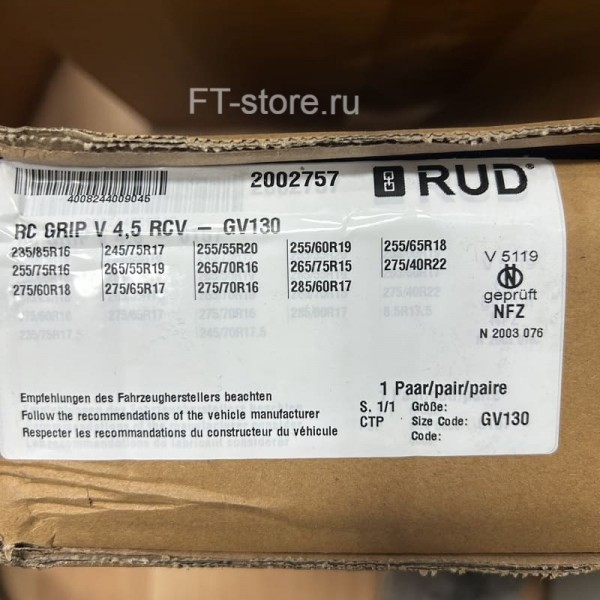 FT-store.ru
4008244009045
2002757 RUD®
RC GRIP V 4,5 RCV - GV130
235/85R16 245/75R17 255/55R20 255/60R19 255/65R18
255/75R16 265/55R19 265/70R16 265/75R15 275/40R22
275/60R18 275/65R17 275/70R16 285/60R17
V 5119
geprüft
NFZ
N 2003 076
Empfehlungen des Fahrzeugherstellers beachten
Follow the recommendations of the vehicle manufacturer
Respecter les recommandations du constructeur du véhicule
1 Paar/pair/paire
S. 1/1 Größe:
CTP Size Code: GV130
Code: